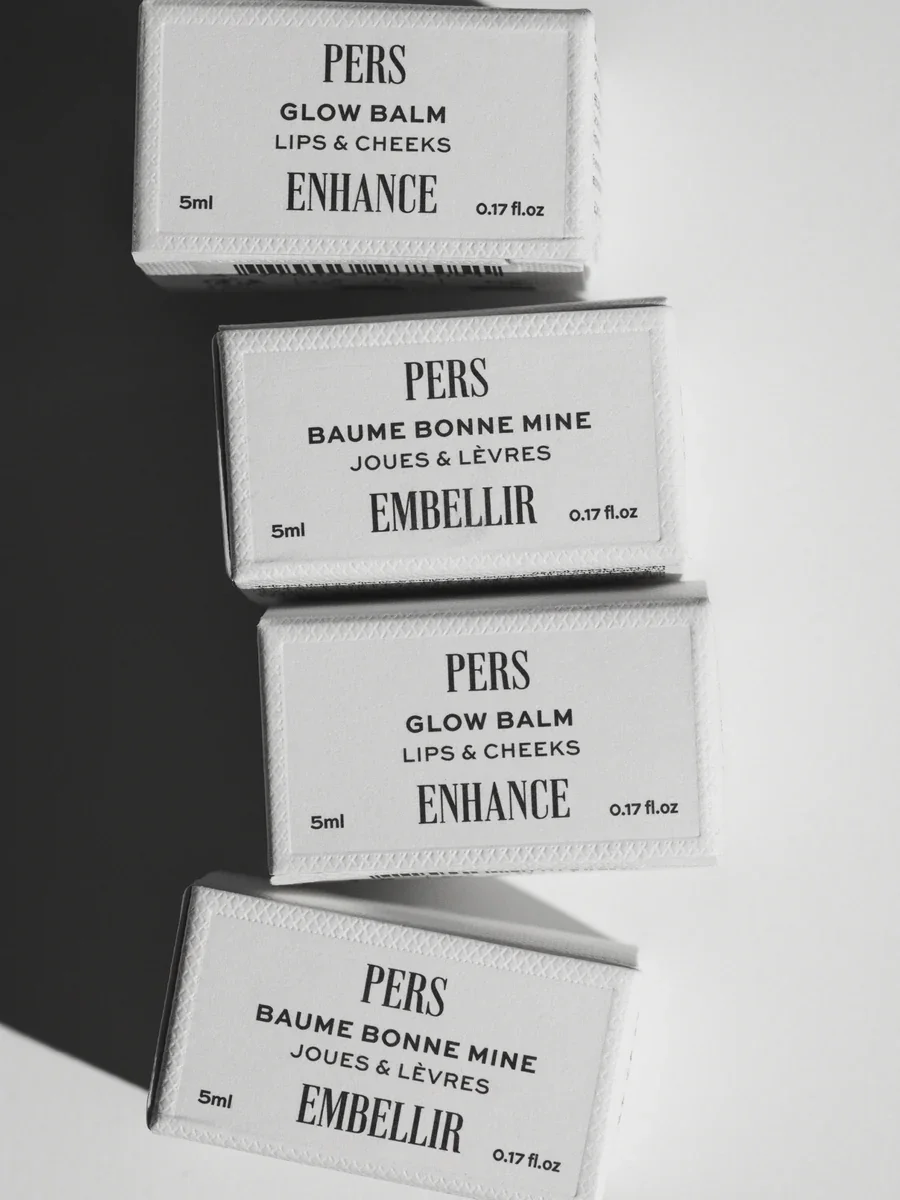 PERS
GLOW BALM
LIPS & CHEEKS
ENHANCE
5ml
0.17 fl.oz
PERS
BAUME BONNE MINE
JOUES & LÈVRES
EMBELLIR
5ml
0.17 fl.oz
PERS
GLOW BALM
LIPS & CHEEKS
ENHANCE
5ml
0.17 fl.oz
PERS
BAUME BONNE MINE
JOUES & LÈVRES
EMBELLIR
5ml
0.17 fl.oz